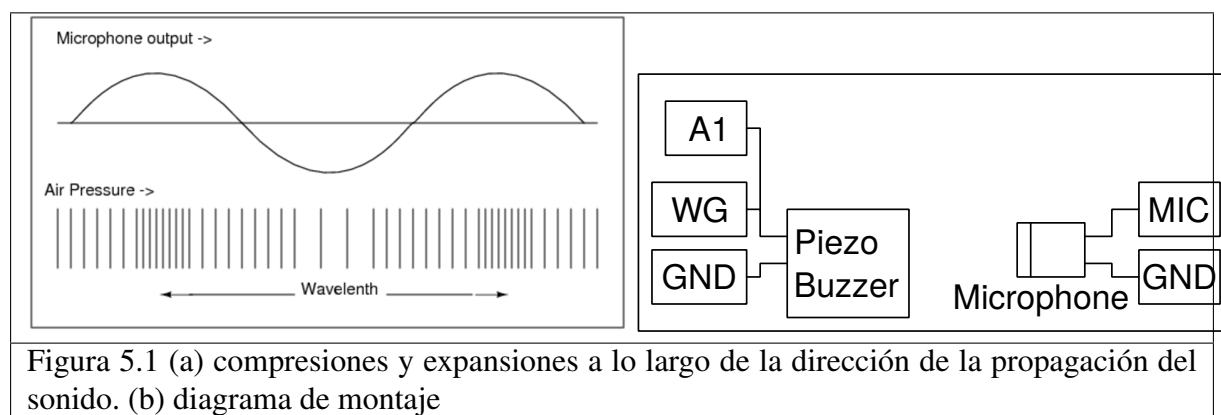 Microphone output ->
Air Pressure ->
Wavelenth
A1
WG
GND
Piezo
Buzzer
Microphone
MIC
GND
Figura 5.1 (a) compresiones y expansiones a lo largo de la dirección de la propagación del
sonido. (b) diagrama de montaje